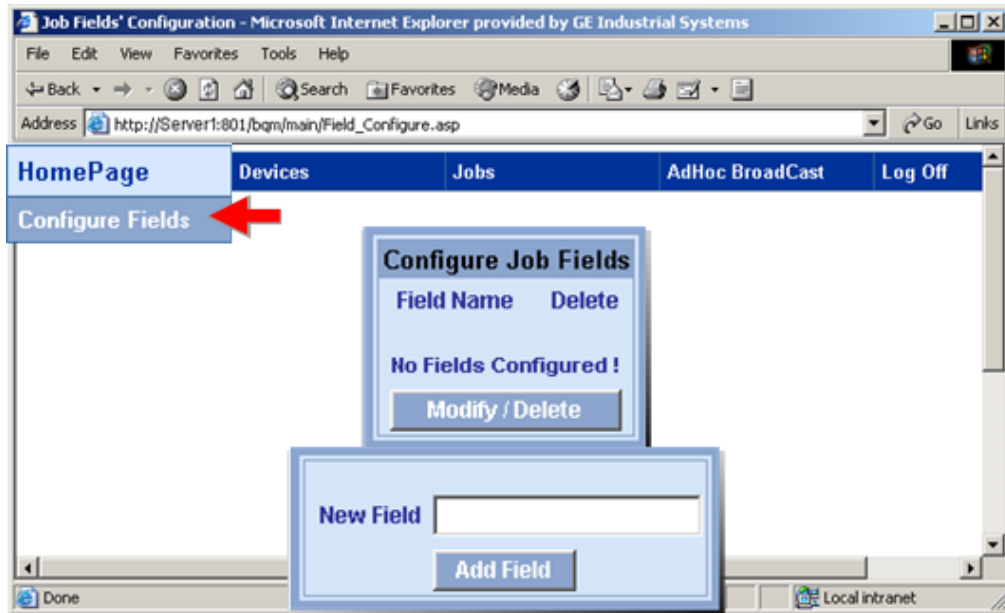 Job Fields' Configuration - Microsoft Internet Explorer provided by GE Industrial Systems
File Edit View Favorites Tools Help
Back Search Favorites Media
Address http://Server1:801/bqm/main/Field_Configure.asp Go Links
HomePage Devices Jobs AdHoc BroadCast Log Off
Configure Fields
Configure Job Fields
Field Name Delete
No Fields Configured !
Modify / Delete
New Field
Add Field
Done Local intranet